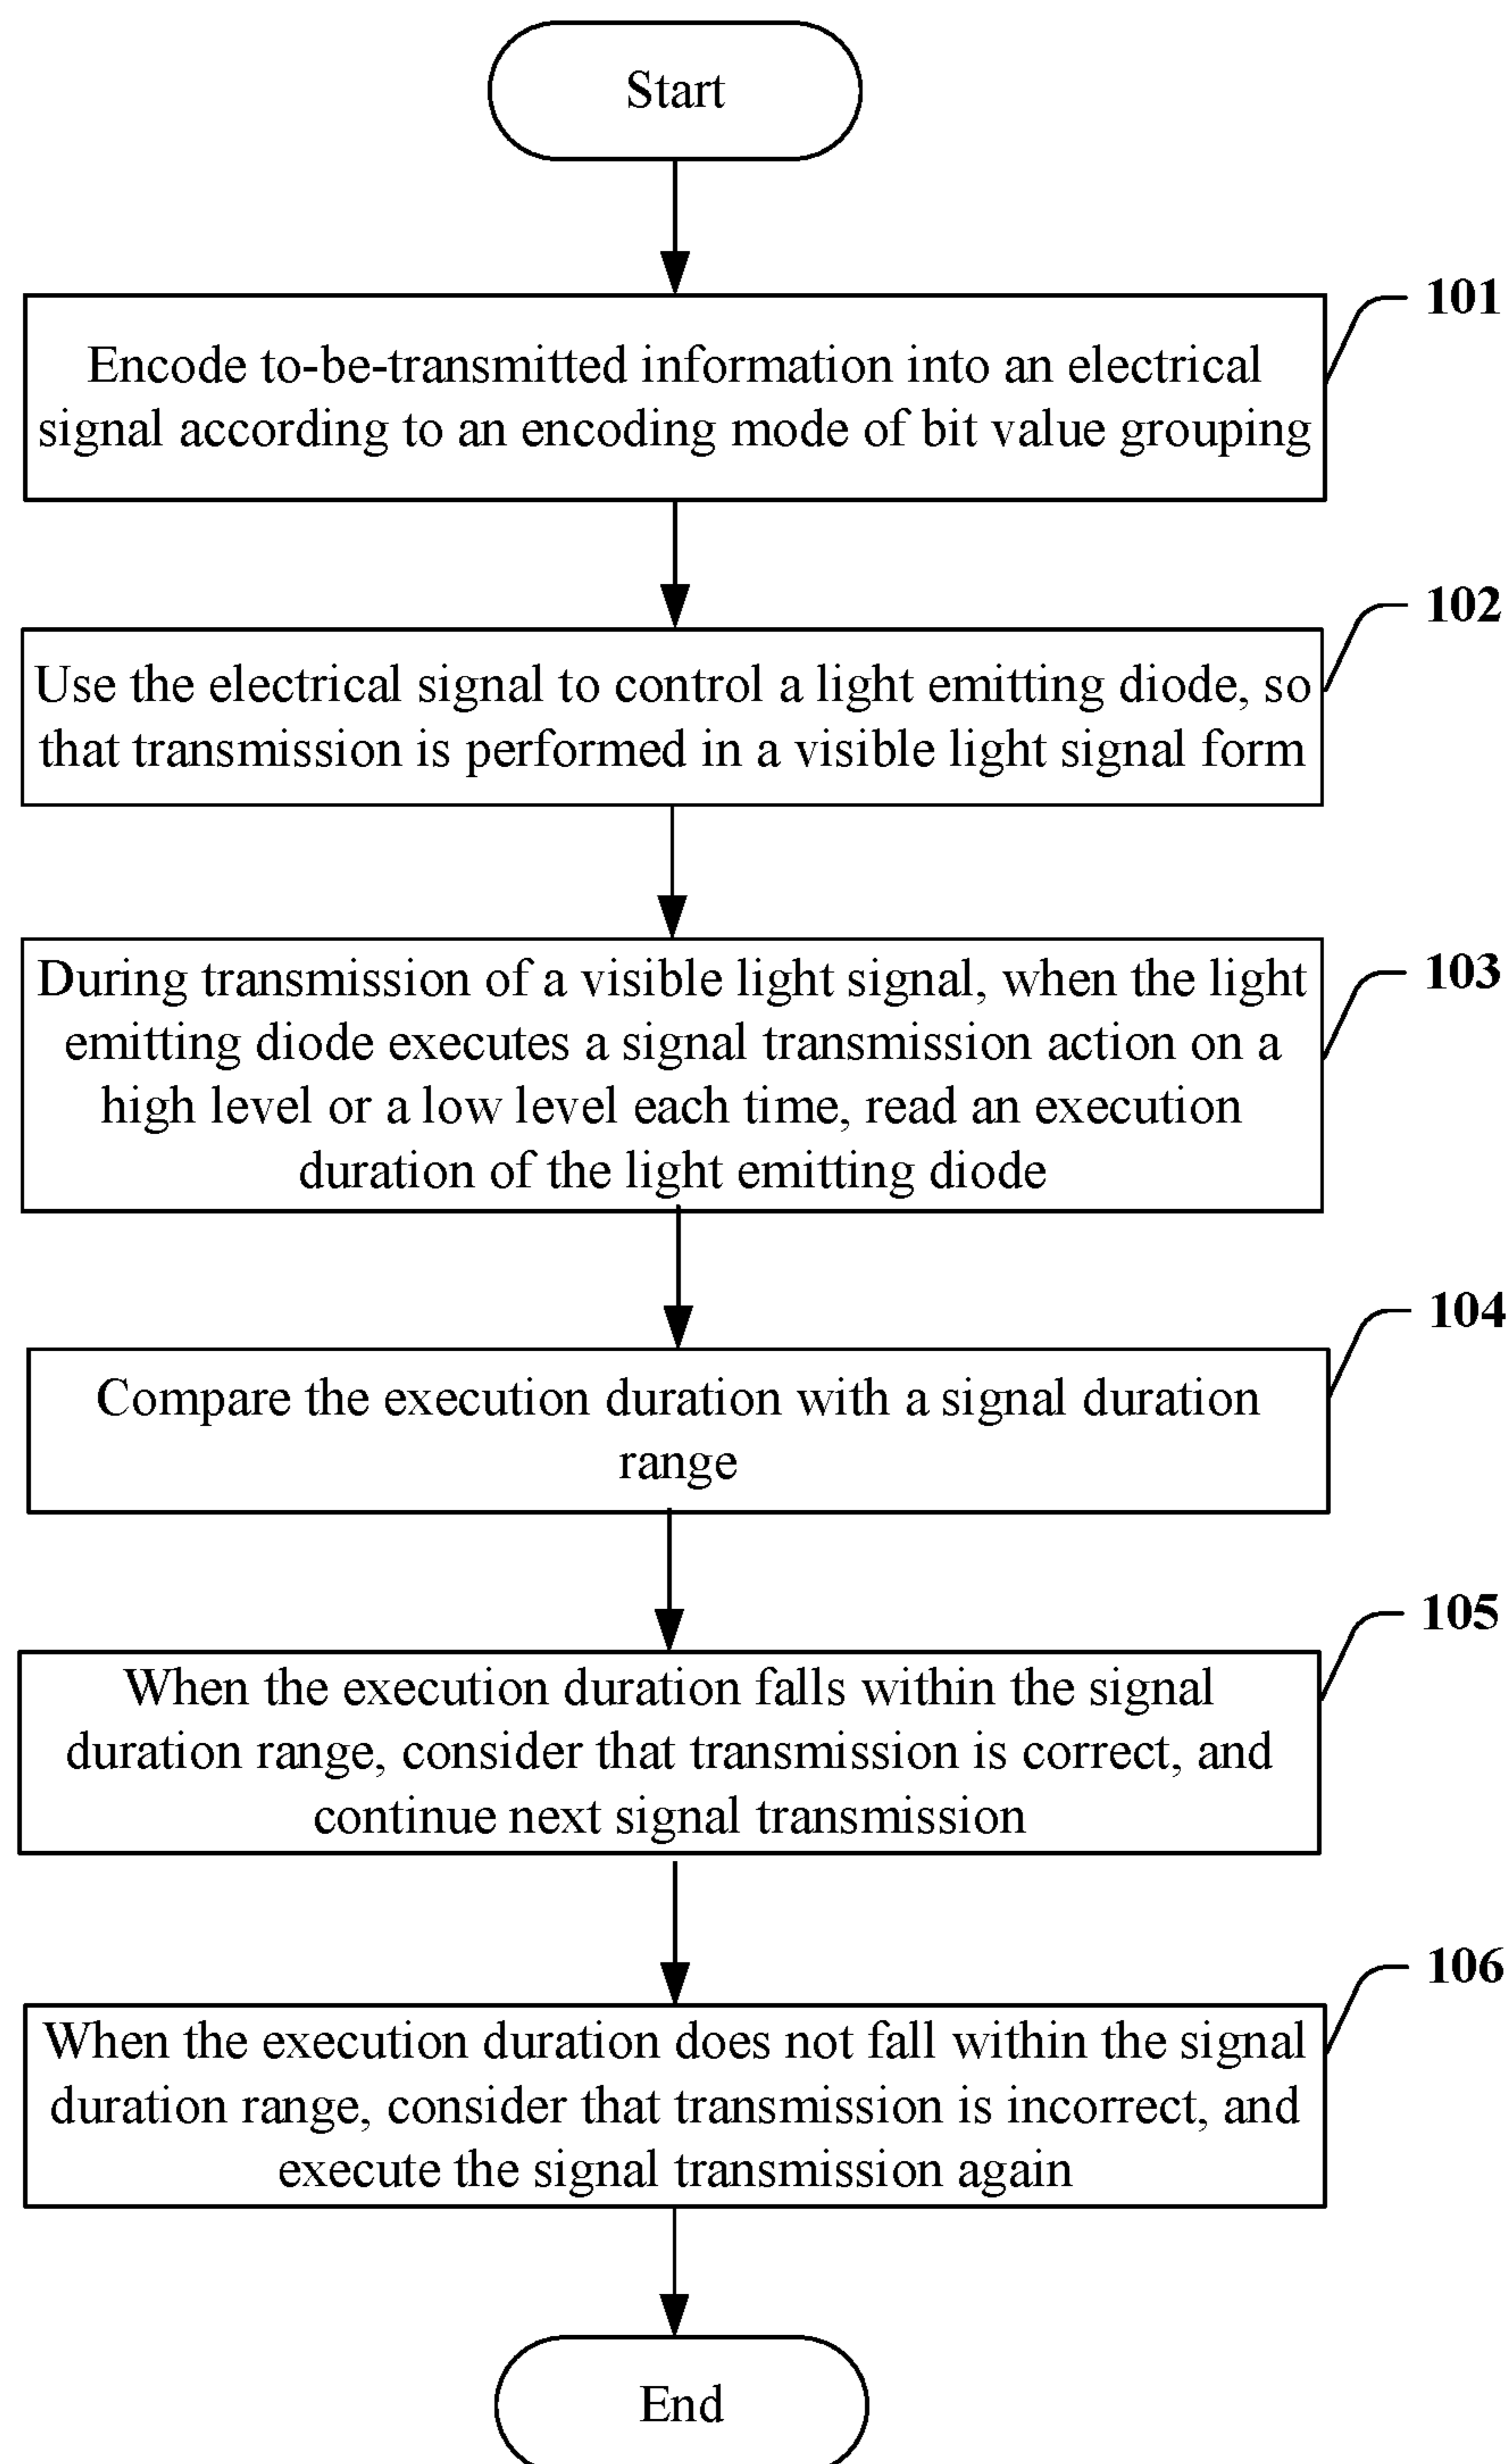 Start
101
Encode to-be-transmitted information into an electrical
signal according to an encoding mode of bit value grouping
102
Use the electrical signal to control a light emitting diode, so
that transmission is performed in a visible light signal form
103
During transmission of a visible light signal, when the light
emitting diode executes a signal transmission action on a
high level or a low level each time, read an execution
duration of the light emitting diode
104
Compare the execution duration with a signal duration
range
105
When the execution duration falls within the signal
duration range, consider that transmission is correct, and
continue next signal transmission
106
When the execution duration does not fall within the signal
duration range, consider that transmission is incorrect, and
execute the signal transmission again
End